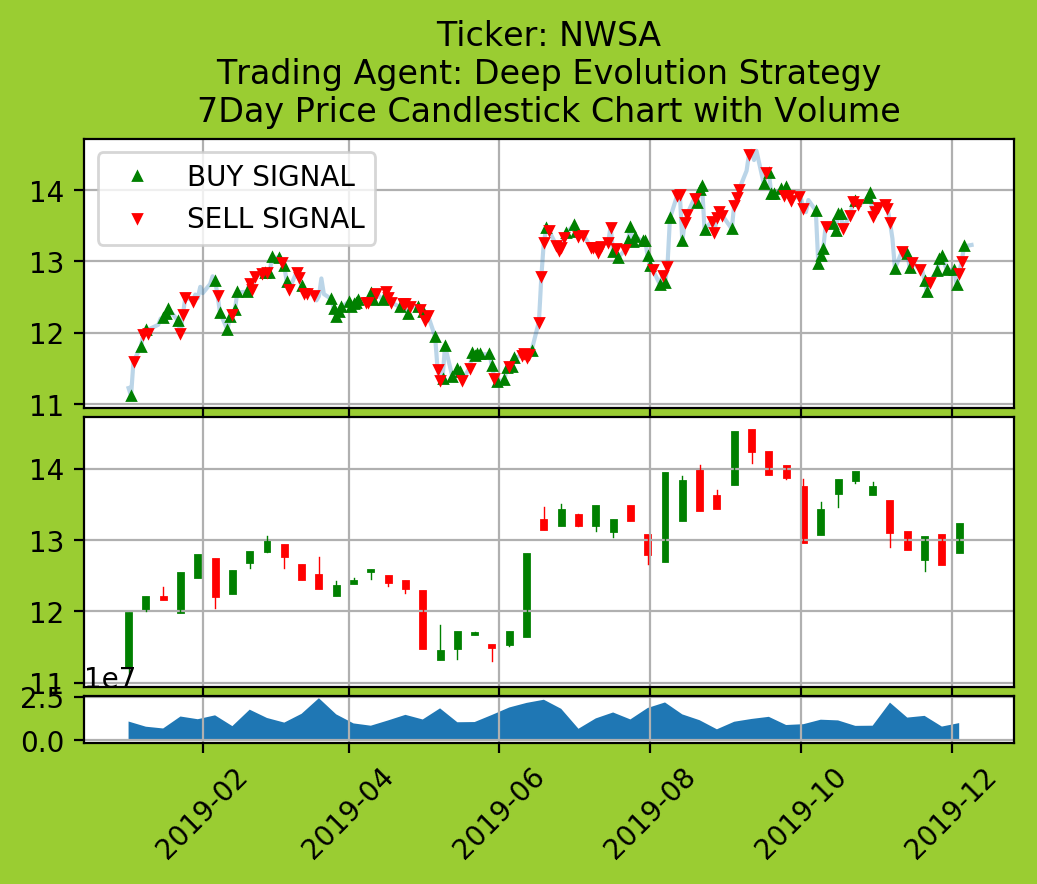 Ticker: NWSA
Trading Agent: Deep Evolution Strategy
7Day Price Candlestick Chart with Volume
BUY SIGNAL
SELL SIGNAL
14
13
12
11
14
13
12
11
1e7
2.5
0.0
2019-02
2019-04
2019-06
2019-08
2019-10
2019-12